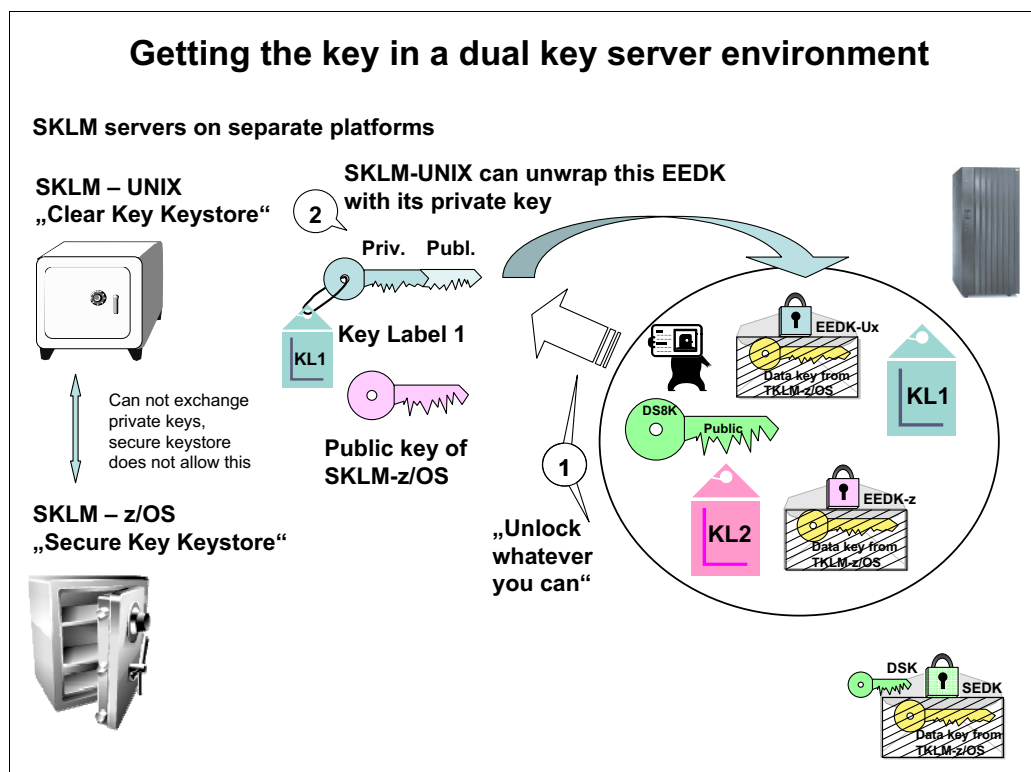 Getting the key in a dual key server environment
SKLM servers on separate platforms
SKLM – UNIX
„Clear Key Keystore“
2
SKLM-UNIX can unwrap this EEDK
with its private key
Priv. Publ.
KL1
Key Label 1
Can not exchange
private keys,
secure keystore
does not allow this
Public key of
SKLM-z/OS
SKLM – z/OS
„Secure Key Keystore“
1
„Unlock
whatever
you can“
EEDK-Ux
Data key from
TKLM-z/OS
KL1
DS8K
Public
KL2
EEDK-z
Data key from
TKLM-z/OS
DSK
SEDK
Data key from
TKLM-z/OS